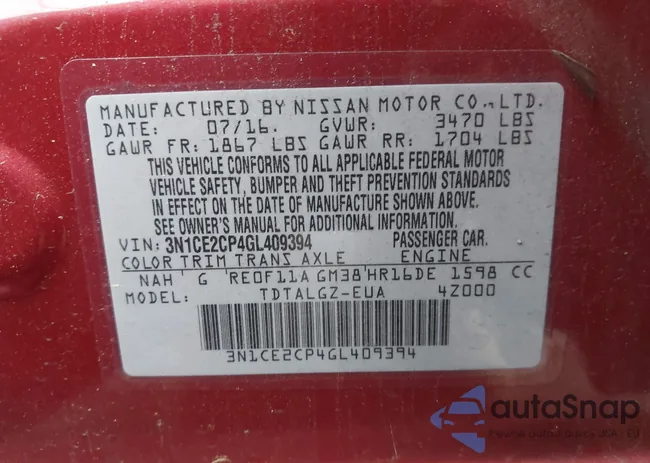 MANUFACTURED BY NISSAN MOTOR CO.,LTD.
DATE: 07/16. GVWR: 3470 LBS
GAWR FR: 1867 LBS GAWR RR: 1704 LBS
THIS VEHICLE CONFORMS TO ALL APPLICABLE FEDERAL MOTOR
VEHICLE SAFETY, BUMPER AND THEFT PREVENTION STANDARDS
IN EFFECT ON THE DATE OF MANUFACTURE SHOWN ABOVE.
SEE OWNER'S MANUAL FOR ADDITIONAL INFORMATION.
VIN: 3N1CE2CP4GL409394 PASSENGER CAR.
COLOR TRIM TRANS AXLE ENGINE
NAH G RE0F11A GM38 HR16DE 1598 CC
MODEL: TDTALGZ-EUA 4Z000
3N1CE2CP4GL409394
autoSnap